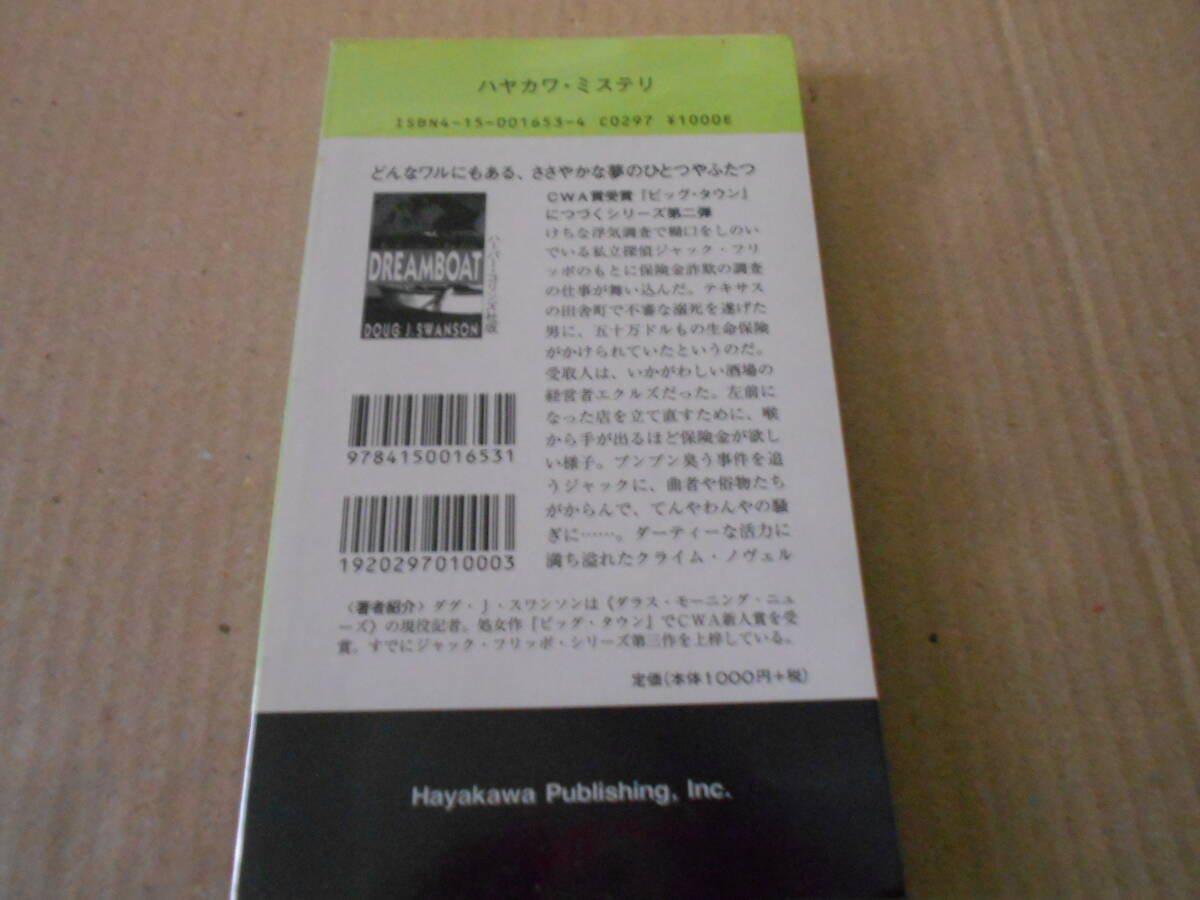 ハヤカワ・ミステリ
ISBN4-15-001653-4 C0297 ¥1000E
どんなワルにもある、ささやかな夢のひとつやふたつ
DREAMBOAT
DOUG J. SWANSON
ハーパー・コリンズ社版
9784150016531
1920297010003
CWA賞受賞『ビッグ・タウン』
につづくシリーズ第二弾
けちな浮気調査で糊口をしのい
でいる私立探偵ジャック・フリ
ッポのもとに保険金詐欺の調査
の仕事が舞い込んだ。テキサス
の田舎町で不審な溺死を遂げた
男に、五十万ドルもの生命保険
がかけられていたというのだ。
受取人は、いかがわしい酒場の
経営者エクルズだった。左前に
なった店を立て直すために、喉
から手が出るほど保険金が欲し
い様子。プンプン臭う事件を追
うジャックに、曲者や俗物たち
がからんで、てんやわんやの騒
ぎに……。ダーティーな活力に
満ち溢れたクライム・ノヴェル
〈著者紹介〉ダグ・J・スワンソンは《ダラス・モーニング・ニュ
ーズ》の現役記者。処女作『ビッグ・タウン』でCWA新人賞を受
賞。すでにジャック・フリッポ・シリーズ第三作を上梓している。
定価(本体1000円+税)
Hayakawa Publishing, Inc.